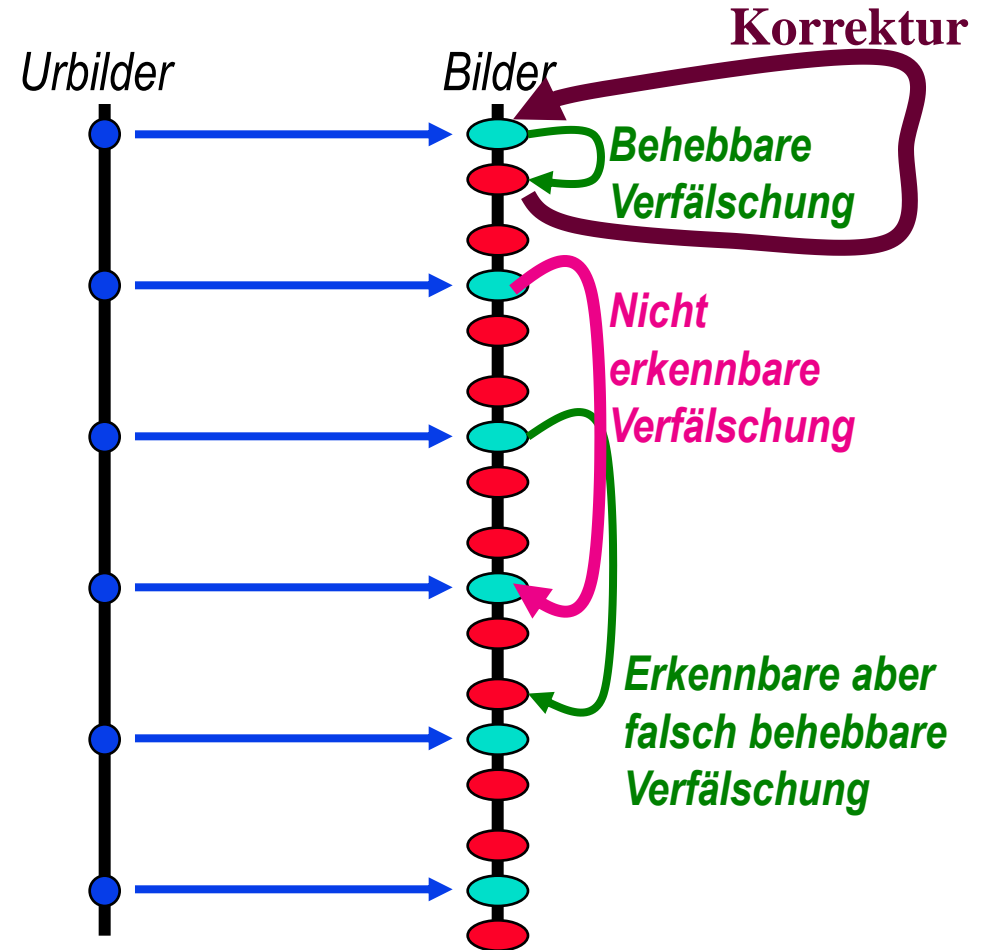 Korrektur
Urbilder
Bilder
Behebbare
Verfälschung
Nicht
erkennbare
Verfälschung
Erkennbare aber
falsch behebbare
Verfälschung